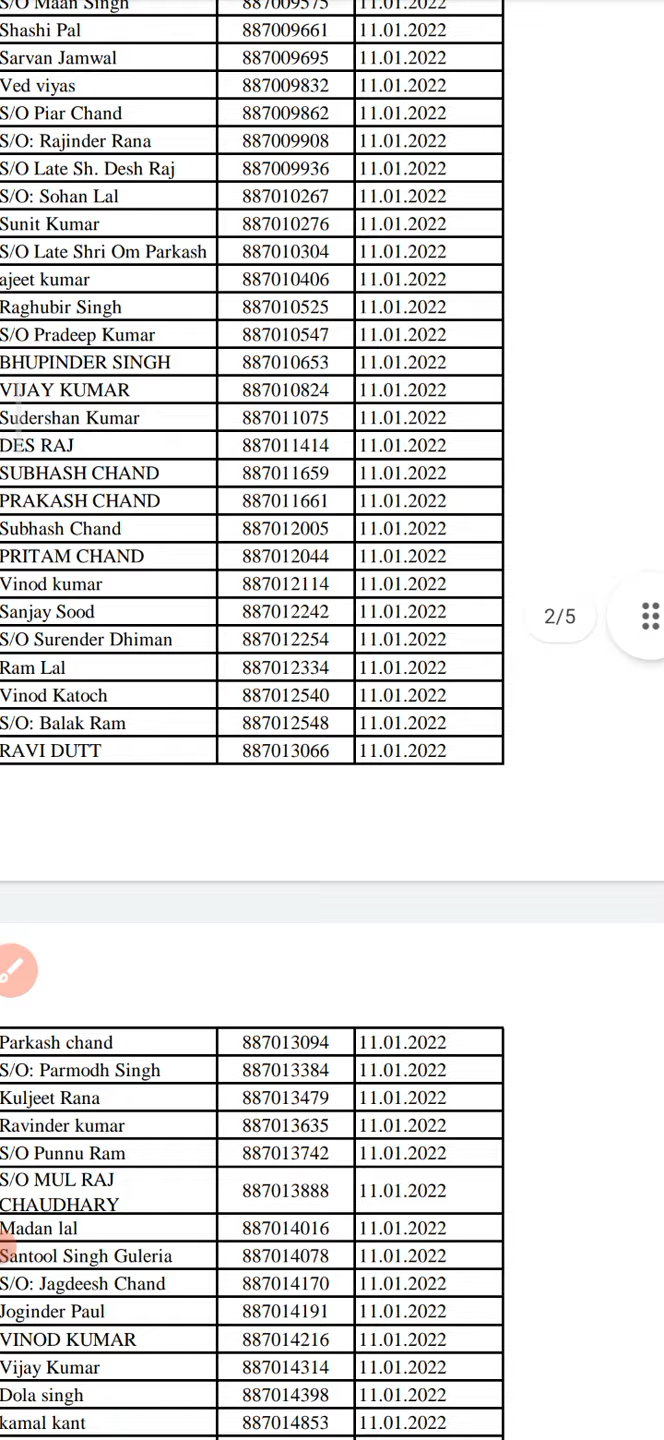 S/O Maan Singh 887009575 11.01.2022
Shashi Pal 887009661 11.01.2022
Sarvan Jamwal 887009695 11.01.2022
Ved viyas 887009832 11.01.2022
S/O Piar Chand 887009862 11.01.2022
S/O: Rajinder Rana 887009908 11.01.2022
S/O Late Sh. Desh Raj 887009936 11.01.2022
S/O: Sohan Lal 887010267 11.01.2022
Sunit Kumar 887010276 11.01.2022
S/O Late Shri Om Parkash 887010304 11.01.2022
ajeet kumar 887010406 11.01.2022
Raghubir Singh 887010525 11.01.2022
S/O Pradeep Kumar 887010547 11.01.2022
BHUPINDER SINGH 887010653 11.01.2022
VIJAY KUMAR 887010824 11.01.2022
Sudershan Kumar 887011075 11.01.2022
DES RAJ 887011414 11.01.2022
SUBHASH CHAND 887011659 11.01.2022
PRAKASH CHAND 887011661 11.01.2022
Subhash Chand 887012005 11.01.2022
PRITAM CHAND 887012044 11.01.2022
Vinod kumar 887012114 11.01.2022
Sanjay Sood 887012242 11.01.2022
2/5
S/O Surender Dhiman 887012254 11.01.2022
Ram Lal 887012334 11.01.2022
Vinod Katoch 887012540 11.01.2022
S/O: Balak Ram 887012548 11.01.2022
RAVI DUTT 887013066 11.01.2022
Parkash chand 887013094 11.01.2022
S/O: Parmodh Singh 887013384 11.01.2022
Kuljeet Rana 887013479 11.01.2022
Ravinder kumar 887013635 11.01.2022
S/O Punnu Ram 887013742 11.01.2022
S/O MUL RAJ
CHAUDHARY 887013888 11.01.2022
Madan lal 887014016 11.01.2022
Santool Singh Guleria 887014078 11.01.2022
S/O: Jagdeesh Chand 887014170 11.01.2022
Joginder Paul 887014191 11.01.2022
VINOD KUMAR 887014216 11.01.2022
Vijay Kumar 887014314 11.01.2022
Dola singh 887014398 11.01.2022
kamal kant 887014853 11.01.2022